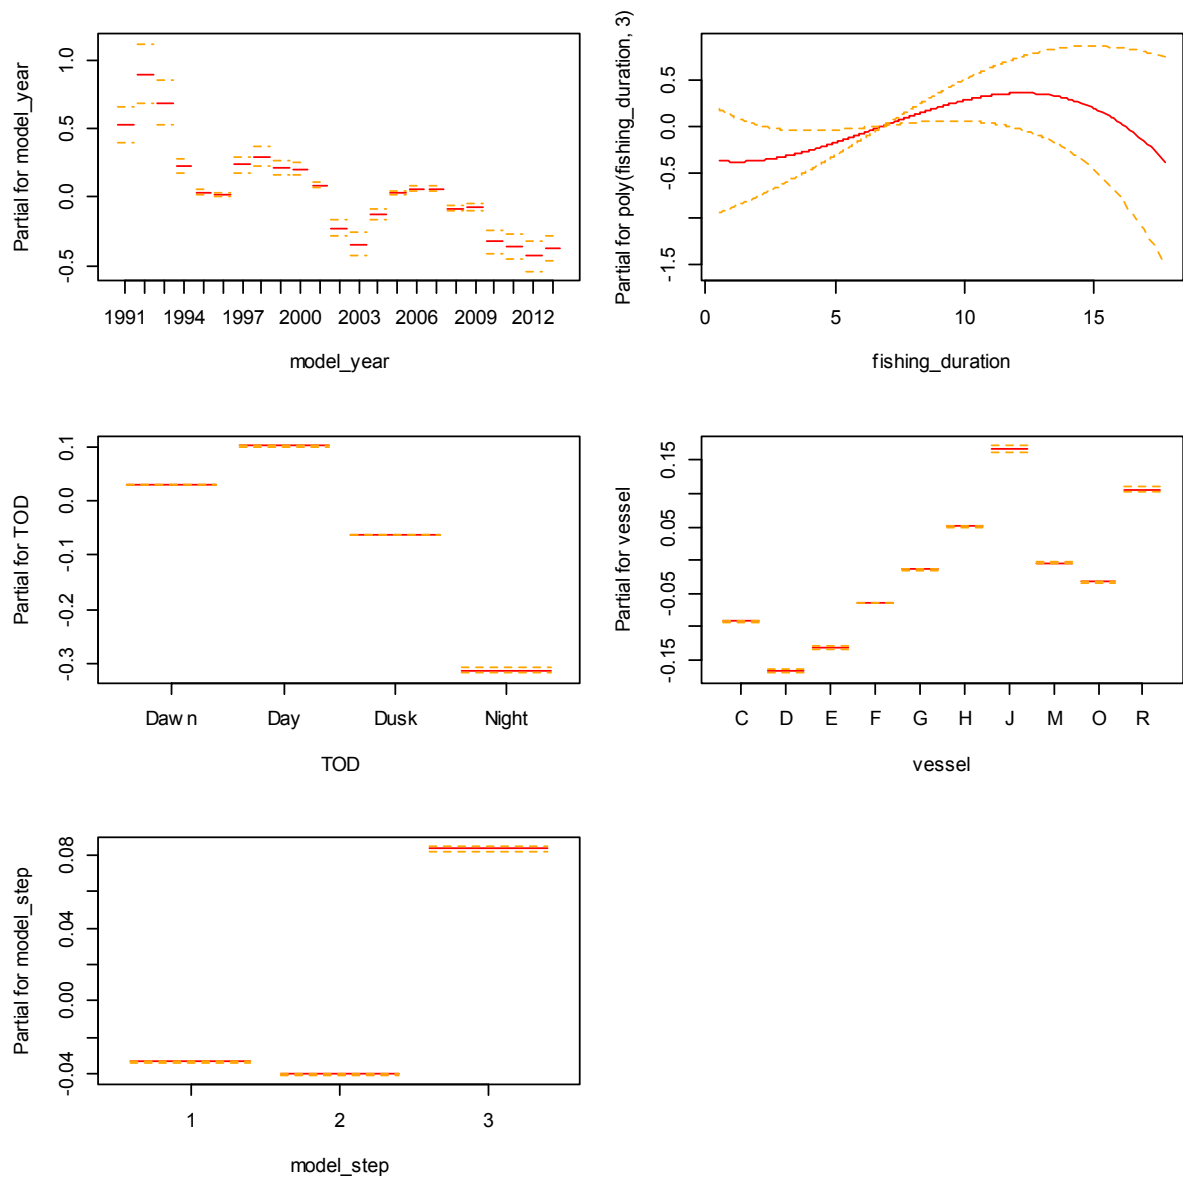 Partial for model_year
1.0
0.5
0.0
-0.5
1991 1994 1997 2000 2003 2006 2009 2012
model_year
Partial for poly(fishing_duration, 3)
0.5
0.0
-0.5
-1.5
0 5 10 15
fishing_duration
Partial for TOD
0.1
0.0
-0.1
-0.2
-0.3
Dawn Day Dusk Night
TOD
Partial for vessel
0.15
0.05
-0.05
-0.15
C D E F G H J M O R
vessel
Partial for model_step
0.08
0.04
0.00
-0.04
1 2 3
model_step